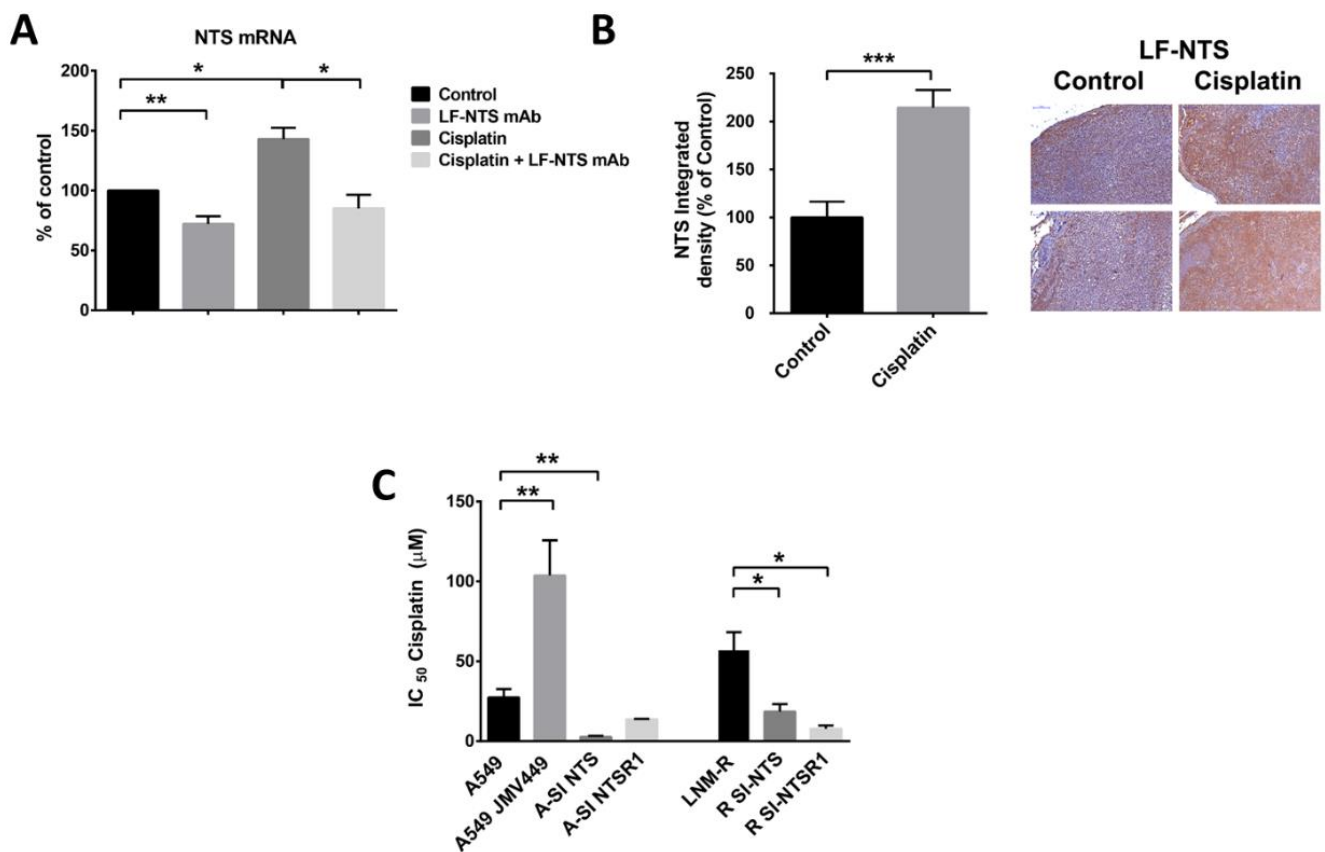 A
NTS mRNA
% of control
200
150
100
50
0
*
*
**
Control
LF-NTS mAb
Cisplatin
Cisplatin + LF-NTS mAb
B
NTS Integrated
density (% of Control)
250
200
150
100
50
0
***
Control
Cisplatin
LF-NTS
Control
Cisplatin
C
IC 50 Cisplatin (μM)
150
100
50
0
**
**
*
*
A549
A549 JMV449
A-SI NTS
A-SI NTSR1
LNM-R
R SI-NTS
R SI-NTSR1